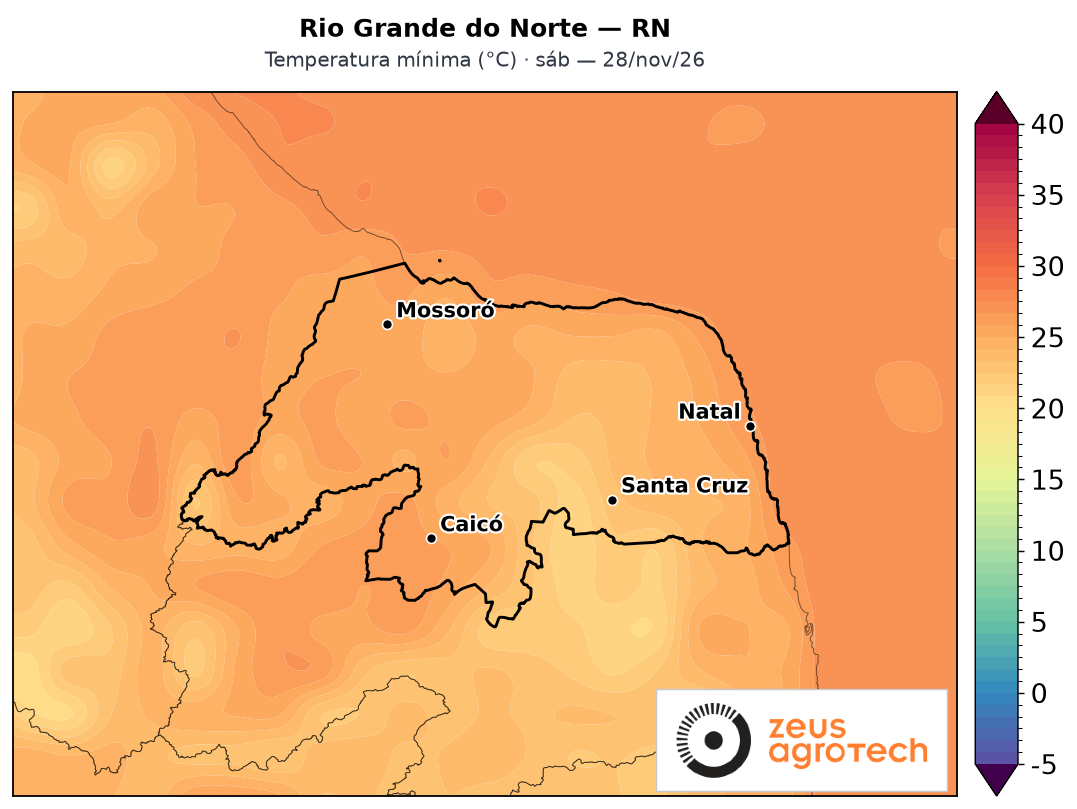 Rio Grande do Norte — RN
Temperatura mínima (°C) · sáb — 28/nov/26
40
35
30
25
20
15
10
5
0
-5
Mossoró
Natal
Santa Cruz
Caicó
zeus
agrotech